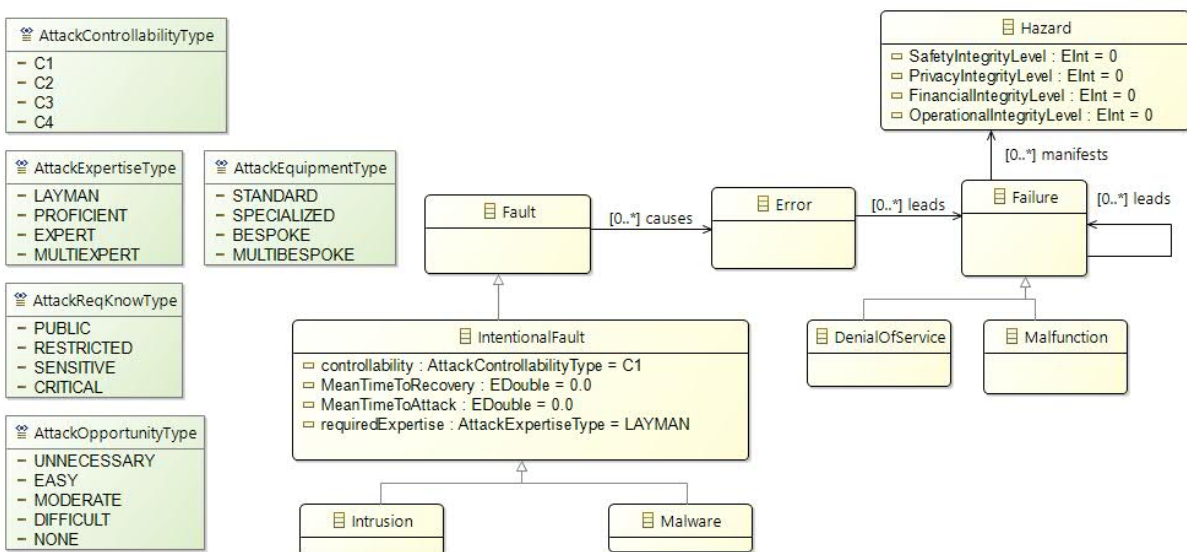 AttackControllabilityType
- C1
- C2
- C3
- C4
AttackExpertiseType
- LAYMAN
- PROFICIENT
- EXPERT
- MULTIEXPERT
AttackEquipmentType
- STANDARD
- SPECIALIZED
- BESPOKE
- MULTIBESPOKE
AttackReqKnowType
- PUBLIC
- RESTRICTED
- SENSITIVE
- CRITICAL
AttackOpportunityType
- UNNECESSARY
- EASY
- MODERATE
- DIFFICULT
- NONE
Hazard
SafetyIntegrityLevel : EInt = 0
PrivacyIntegrityLevel : EInt = 0
FinancialIntegrityLevel : EInt = 0
OperationalIntegrityLevel : EInt = 0
[0..*] manifests
Fault
[0..*] causes
Error
[0..*] leads
Failure
[0..*] leads
IntentionalFault
controllability : AttackControllabilityType = C1
MeanTimeToRecovery : EDouble = 0.0
MeanTimeToAttack : EDouble = 0.0
requiredExpertise : AttackExpertiseType = LAYMAN
DenialOfService
Malfunction
Intrusion
Malware